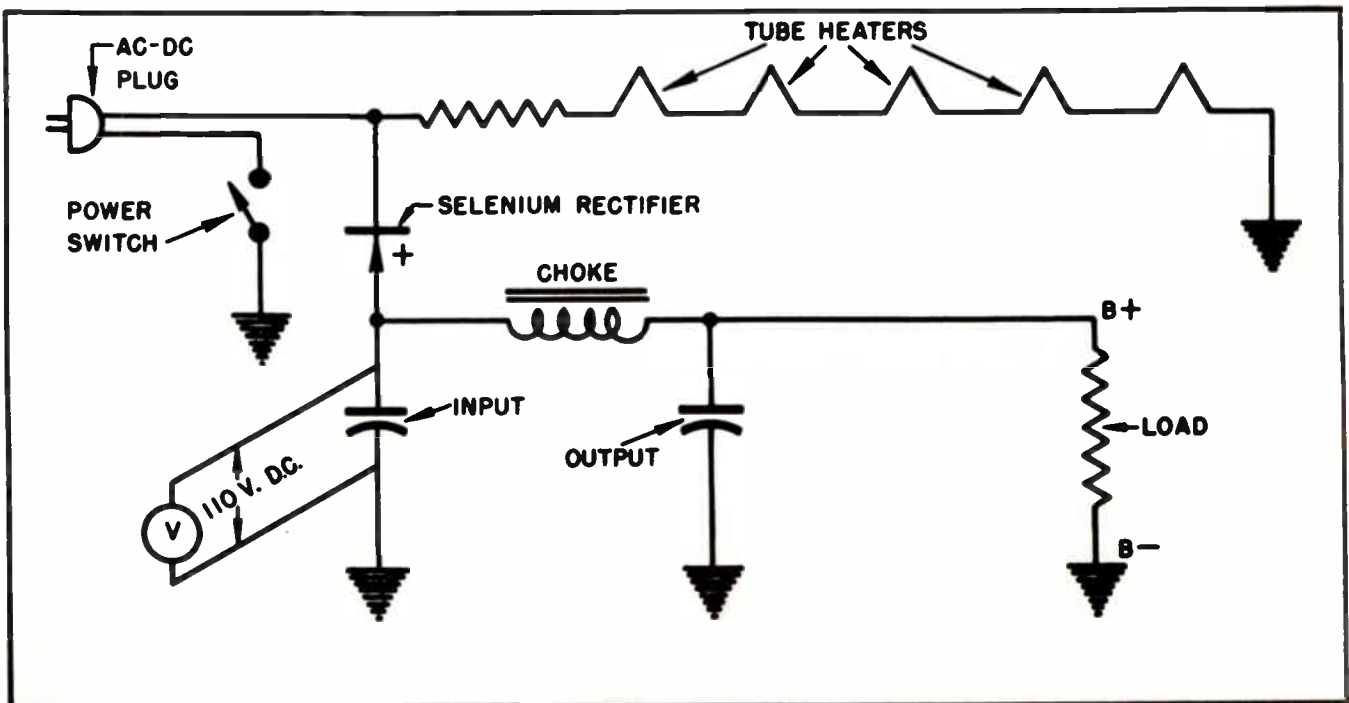 AC-DC
PLUG
TUBE HEATERS
POWER
SWITCH
SELENIUM RECTIFIER
+
CHOKE
B+
INPUT
OUTPUT
LOAD
110 V. D.C.
V
B-